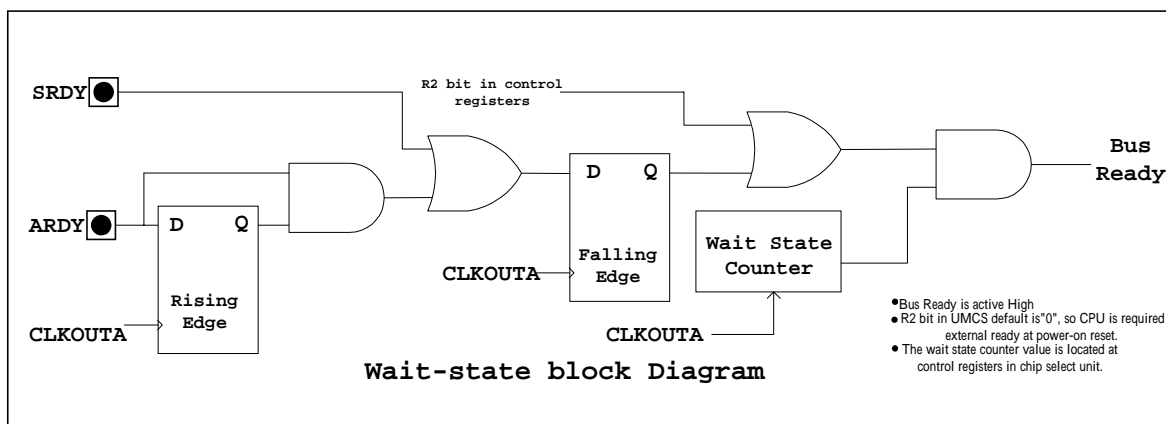 SRDY
R2 bit in control
registers
Bus
Ready
D Q
ARDY
D Q
Wait State
Counter
Falling
Edge
CLKOUTA
Rising
Edge
CLKOUTA
CLKOUTA
●Bus Ready is active High
● R2 bit in UMCS default is"0", so CPU is required
external ready at power-on reset.
● The wait state counter value is located at
control registers in chip select unit.
Wait-state block Diagram